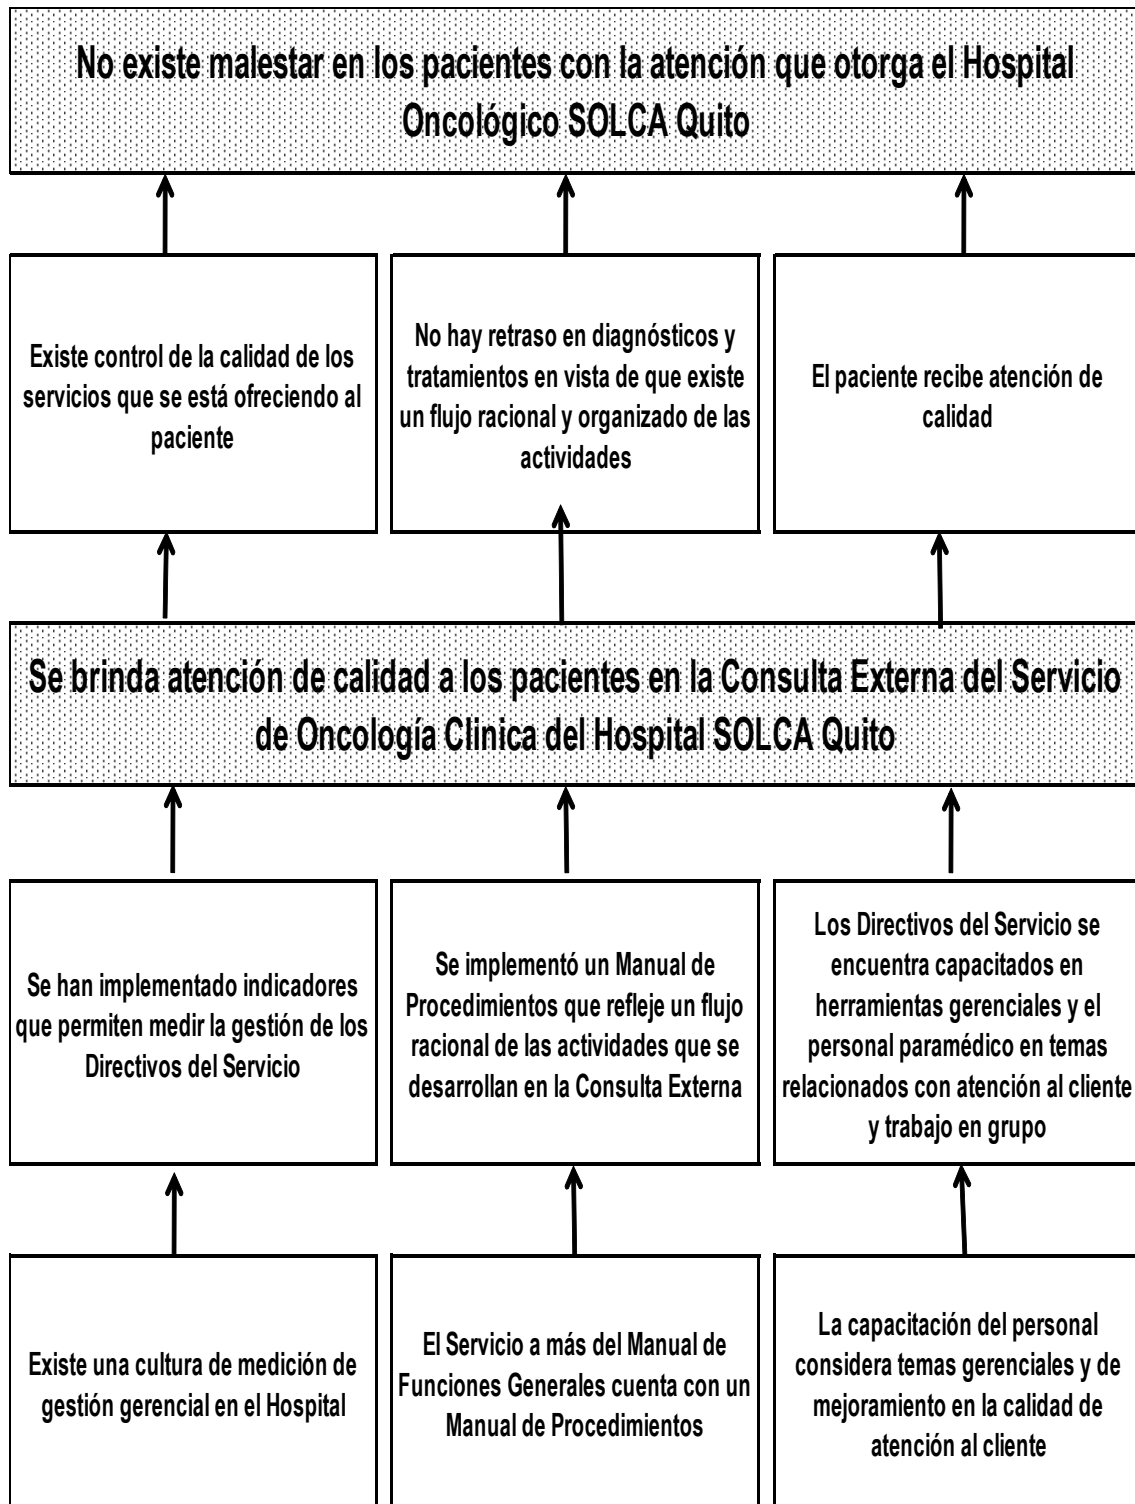 No existe malestar en los pacientes con la atención que otorga el Hospital
Oncológico SOLCA Quito
Existe control de la calidad de los
servicios que se está ofreciendo al
paciente
No hay retraso en diagnósticos y
tratamientos en vista de que existe
un flujo racional y organizado de las
actividades
El paciente recibe atención de
calidad
Se brinda atención de calidad a los pacientes en la Consulta Externa del Servicio
de Oncología Clinica del Hospital SOLCA Quito
Se han implementado indicadores
que permiten medir la gestión de los
Directivos del Servicio
Se implementó un Manual de
Procedimientos que refleje un flujo
racional de las actividades que se
desarrollan en la Consulta Externa
Los Directivos del Servicio se
encuentra capacitados en
herramientas gerenciales y el
personal paramédico en temas
relacionados con atención al cliente
y trabajo en grupo
Existe una cultura de medición de
gestión gerencial en el Hospital
El Servicio a más del Manual de
Funciones Generales cuenta con un
Manual de Procedimientos
La capacitación del personal
considera temas gerenciales y de
mejoramiento en la calidad de
atención al cliente